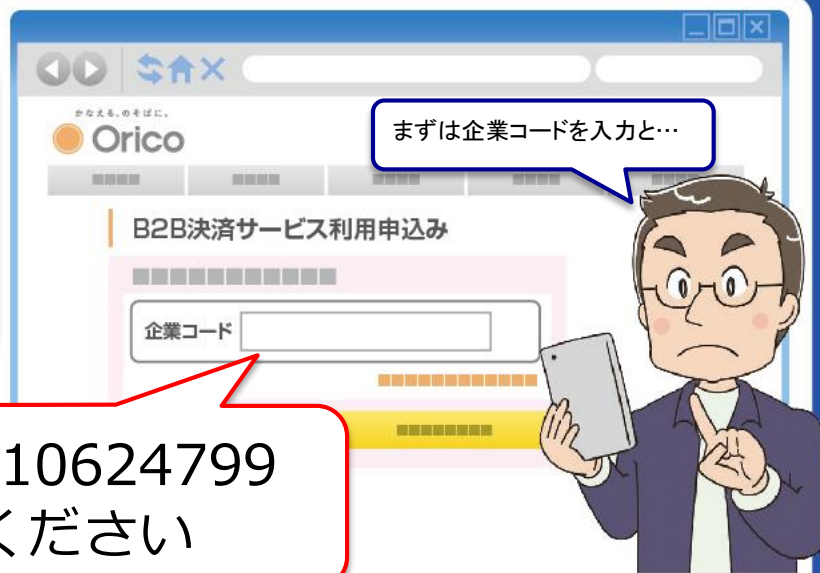 かなえる、のそばに。
Orico
まずは企業コードを入力と…
B2B決済サービス利用申込み
企業コード
10624799
ください